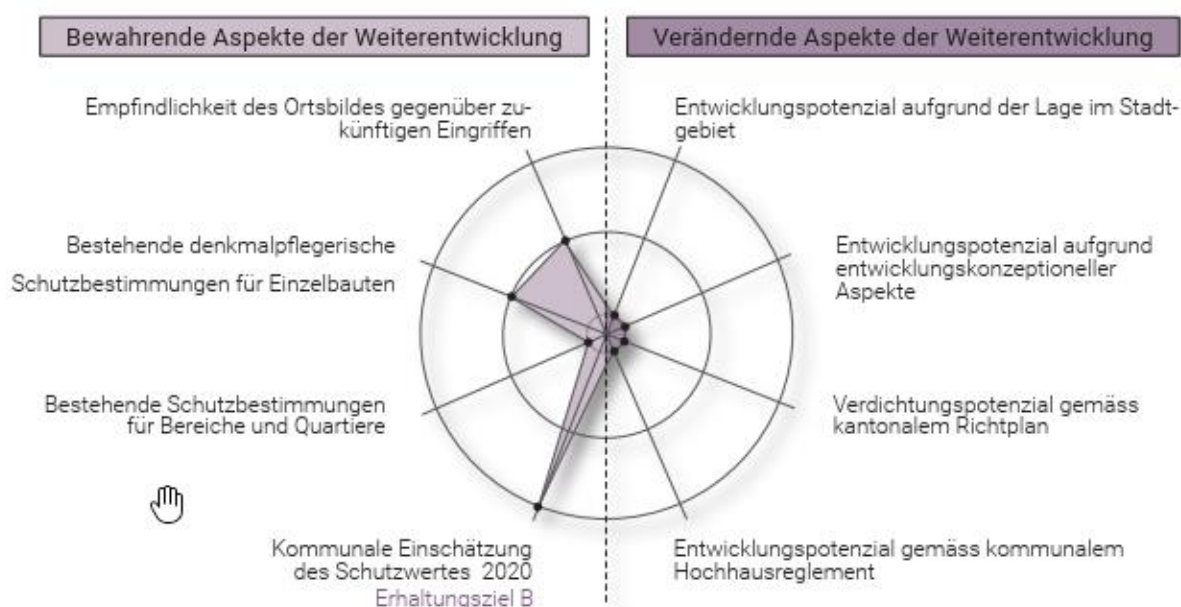 Bewahrende Aspekte der Weiterentwicklung
Verändernde Aspekte der Weiterentwicklung
Empfindlichkeit des Ortsbildes gegenüber zu-
künftigen Eingriffen
Entwicklungspotenzial aufgrund der Lage im Stadt-
gebiet
Bestehende denkmalpflegerische
Schutzbestimmungen für Einzelbauten
Entwicklungspotenzial aufgrund
entwicklungskonzeptioneller
Aspekte
Bestehende Schutzbestimmungen
für Bereiche und Quartiere
Verdichtungspotenzial gemäss
kantonalem Richtplan
Kommunale Einschätzung
des Schutzwertes 2020
Erhaltungsziel B
Entwicklungspotenzial gemäss kommunalem
Hochhausreglement